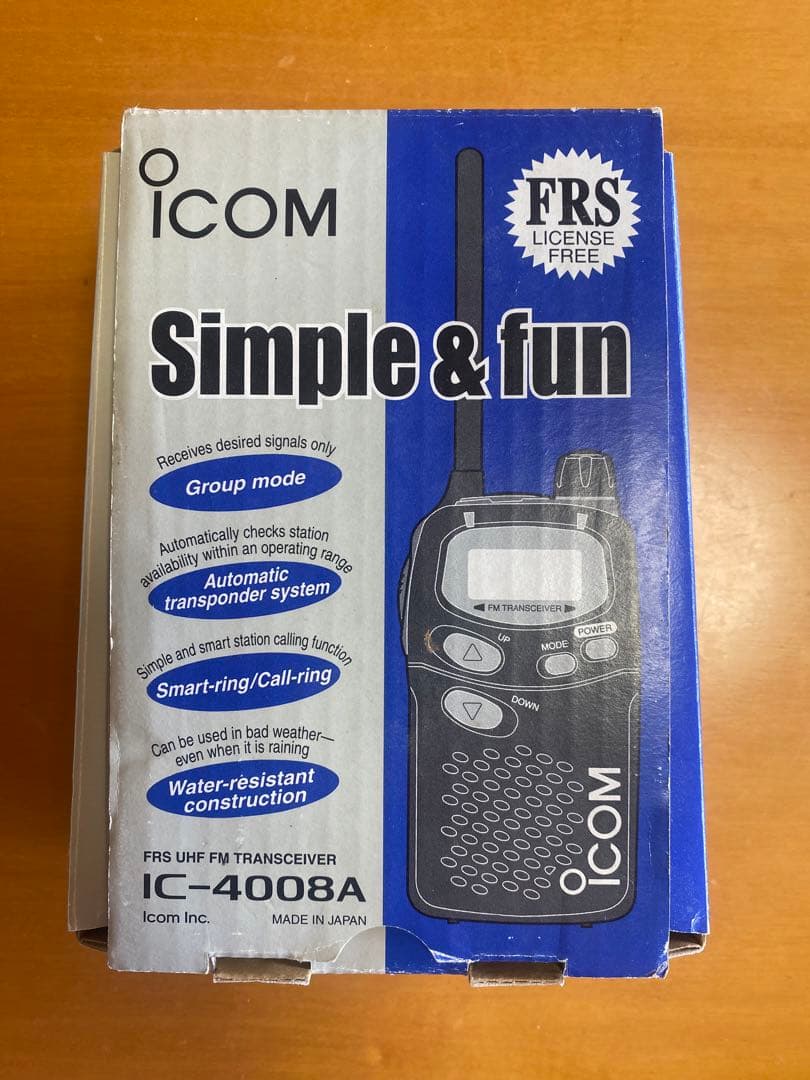 ICOM
FRS
LICENSE
FREE
Simple & fun
Receives desired signals only
Group mode
Automatically checks station
availability within an operating range
Automatic
transponder system
Simple and smart station calling function
Smart-ring/Call-ring
Can be used in bad weather—
even when it is raining
Water-resistant
construction
FRS UHF FM TRANSCEIVER
IC-4008A
Icom Inc.
MADE IN JAPAN
FM TRANSCEIVER
UP
MODE
POWER
DOWN
ICOM